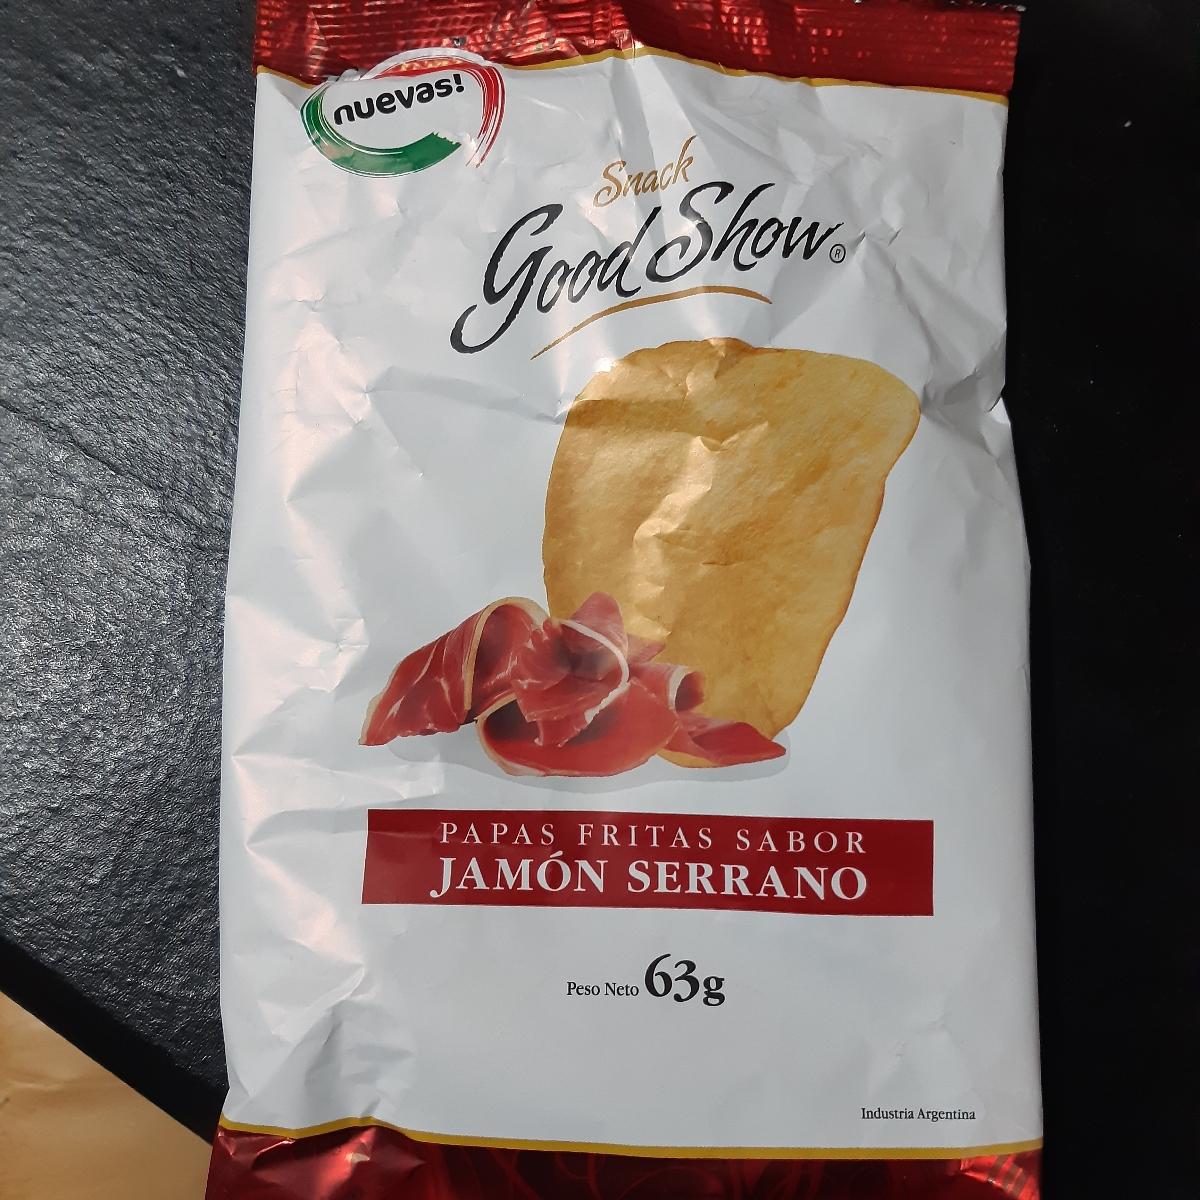 nuevas!
Snack
Good Show®
PAPAS FRITAS SABOR
JAMÓN SERRANO
Peso Neto 63g
Industria Argentina